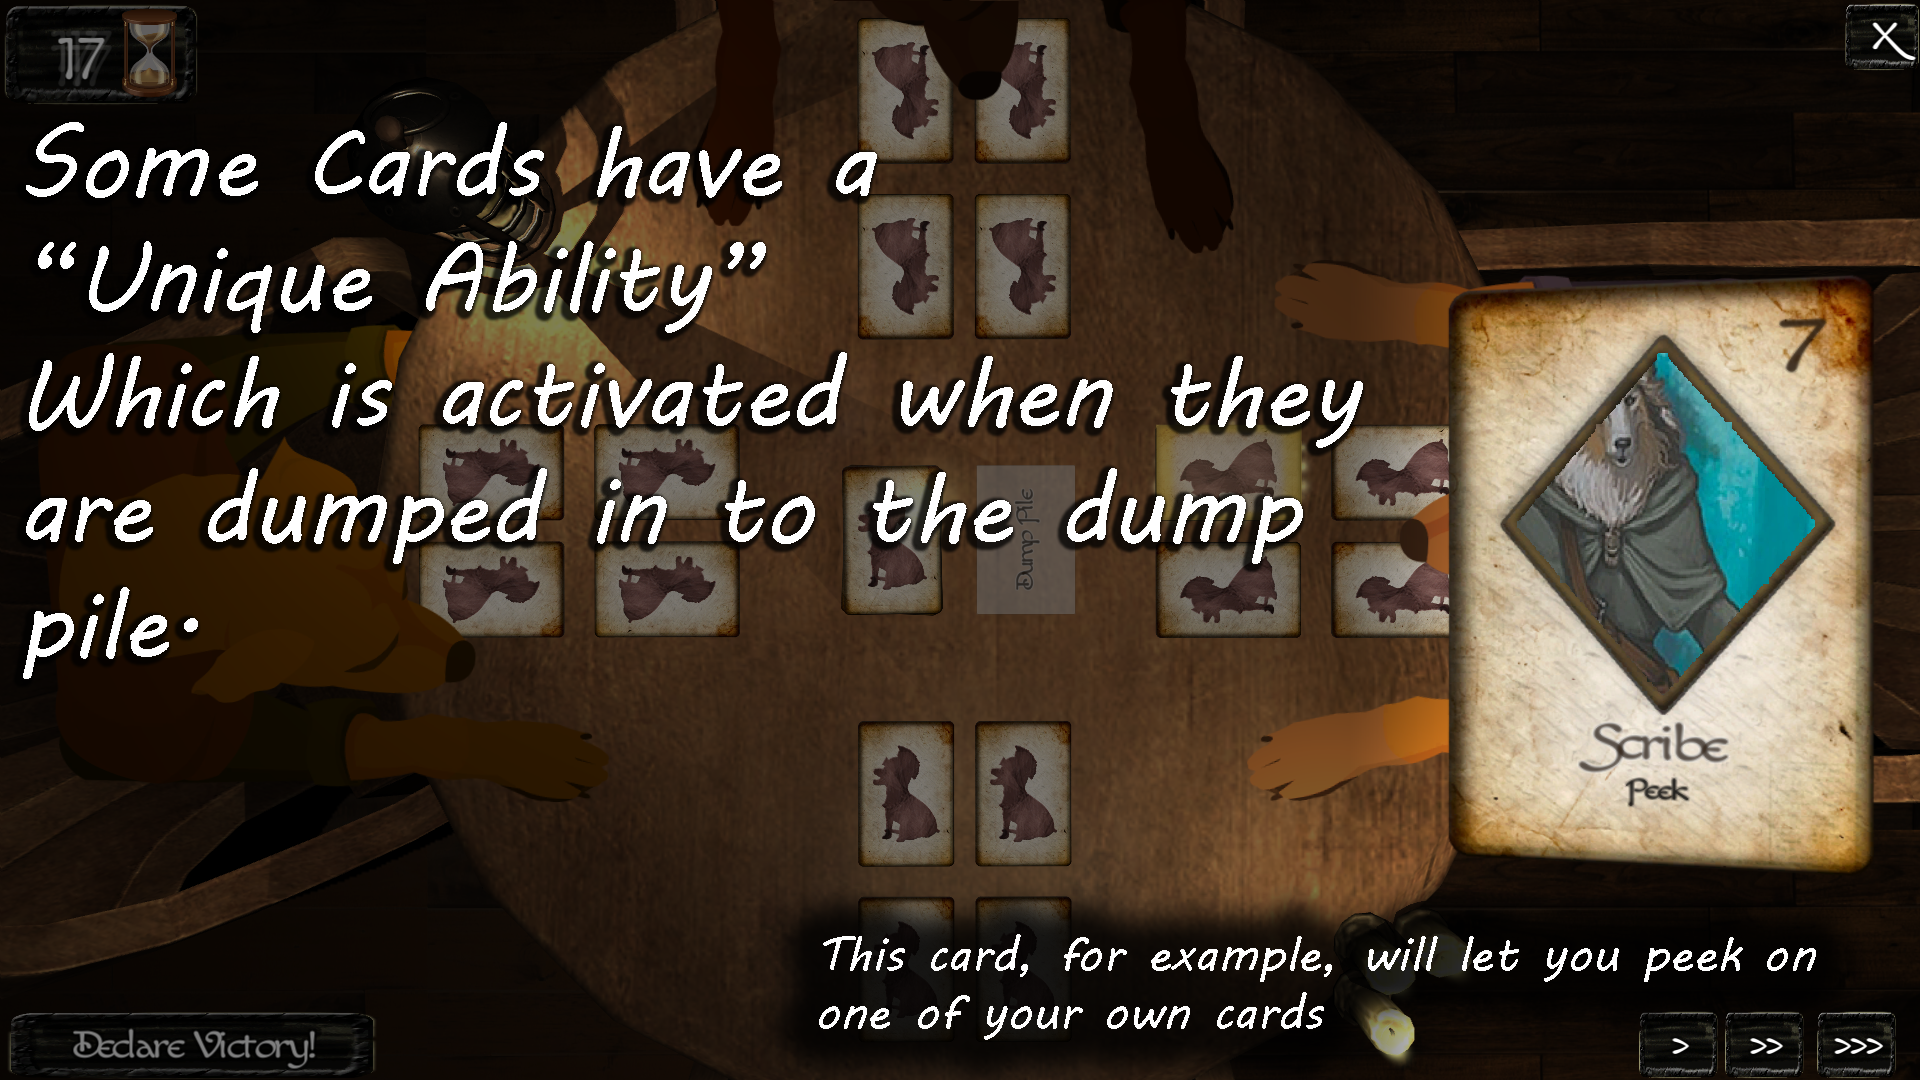 17
X
Some Cards have a
“Unique Ability”
Which is activated when they
are dumped in to the dump
pile.
Dump Pile
7
Scribe
Peek
This card, for example, will let you peek on
one of your own cards
Declare Victory!
> >> >>>